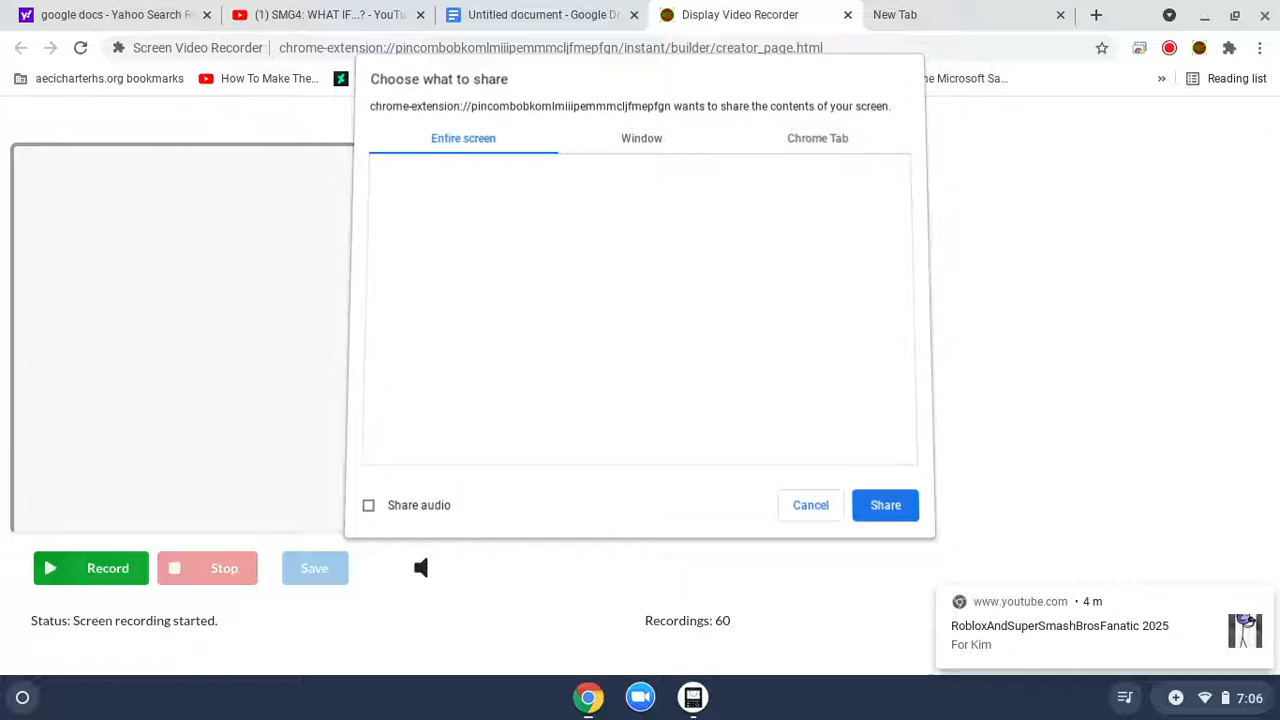 google docs - Yahoo Search
(1) SMG4: WHAT IF...? - YouTu
Untitled document - Google Dr
Display Video Recorder
New Tab
Screen Video Recorder
chrome-extension://pincombobkomlmiiipemmmcljfmepfgn/instant/builder/creator_page.html
aecicharterhs.org bookmarks
How To Make The...
he Microsoft Sa...
»
Reading list
Choose what to share
chrome-extension://pincombobkomlmiiipemmmcljfmepfgn wants to share the contents of your screen.
Entire screen
Window
Chrome Tab
Share audio
Cancel
Share
Record
Stop
Save
Status: Screen recording started.
Recordings: 60
www.youtube.com • 4 m
RobloxAndSuperSmashBrosFanatic 2025
For Kim
7:06